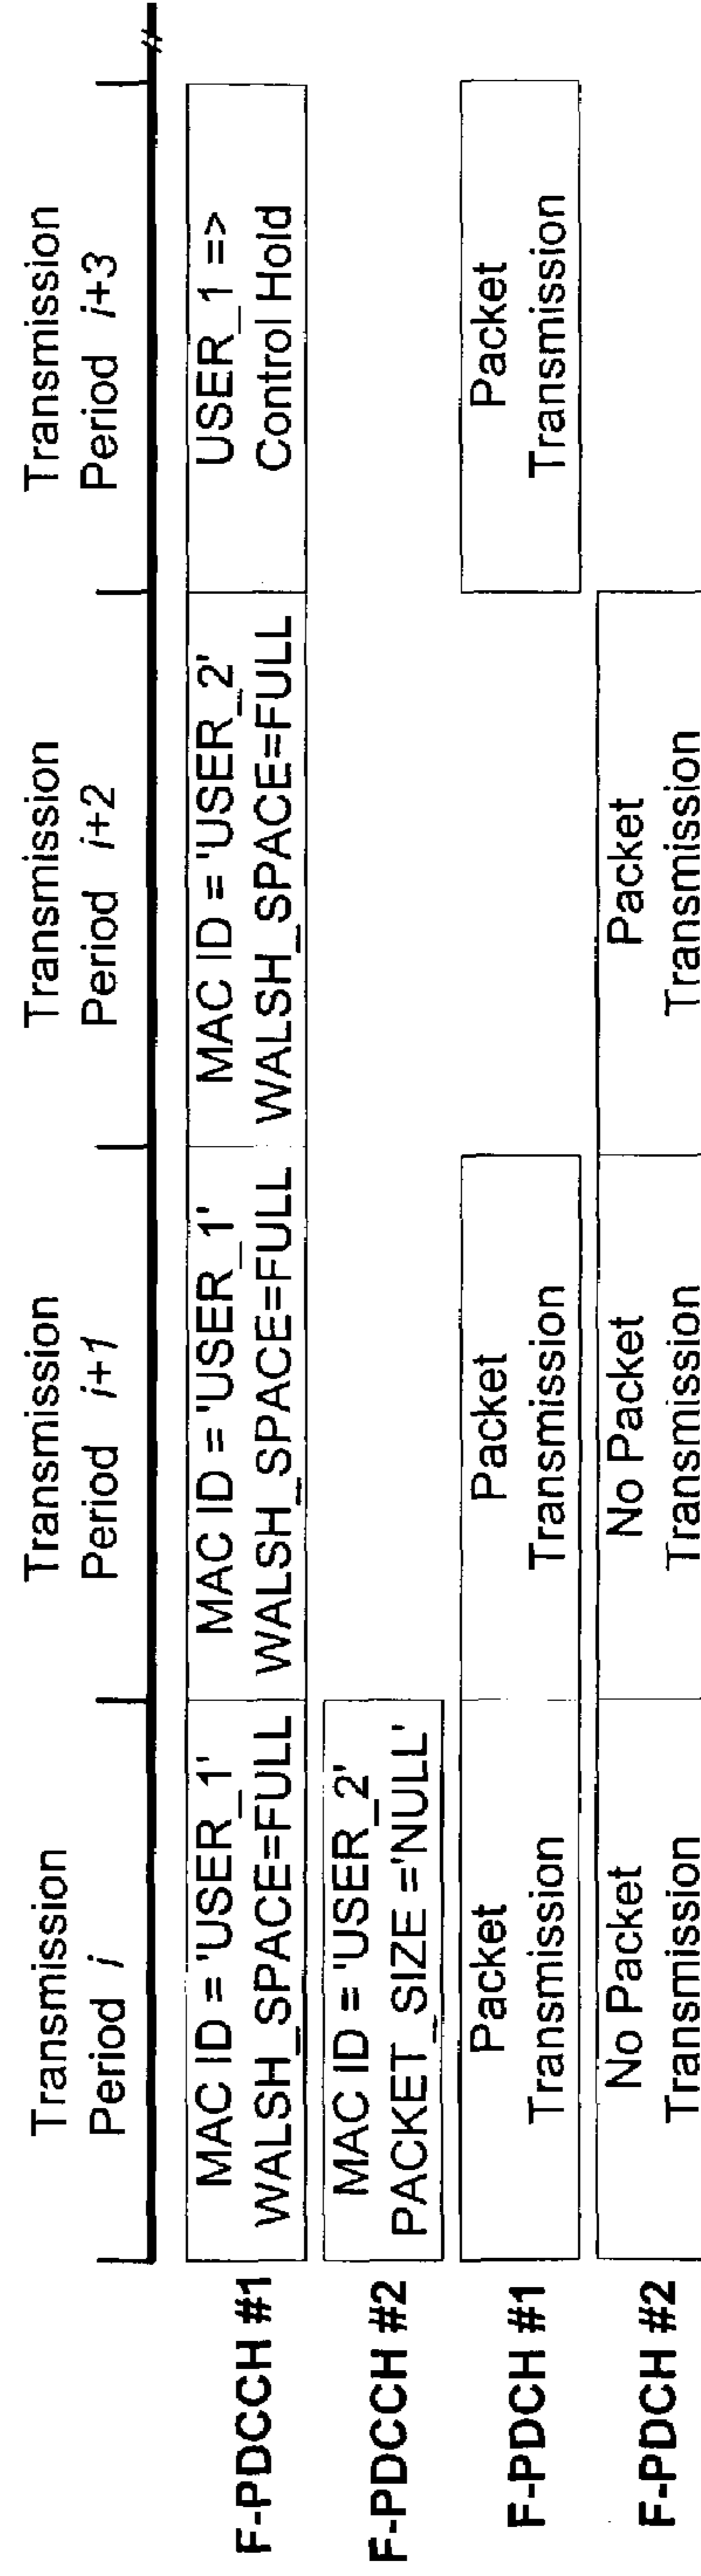 Transmission
Period i
Transmission
Period i+1
Transmission
Period i+2
Transmission
Period i+3
F-PDCCH #1
MAC ID = 'USER_1'
WALSH_SPACE=FULL
MAC ID = 'USER_1'
WALSH_SPACE=FULL
MAC ID = 'USER_2'
WALSH_SPACE=FULL
USER_1 =>
Control Hold
F-PDCCH #2
MAC ID = 'USER_2'
PACKET_SIZE ='NULL'
F-PDCH #1
Packet
Transmission
Packet
Transmission
Packet
Transmission
F-PDCH #2
No Packet
Transmission
No Packet
Transmission
Packet
Transmission